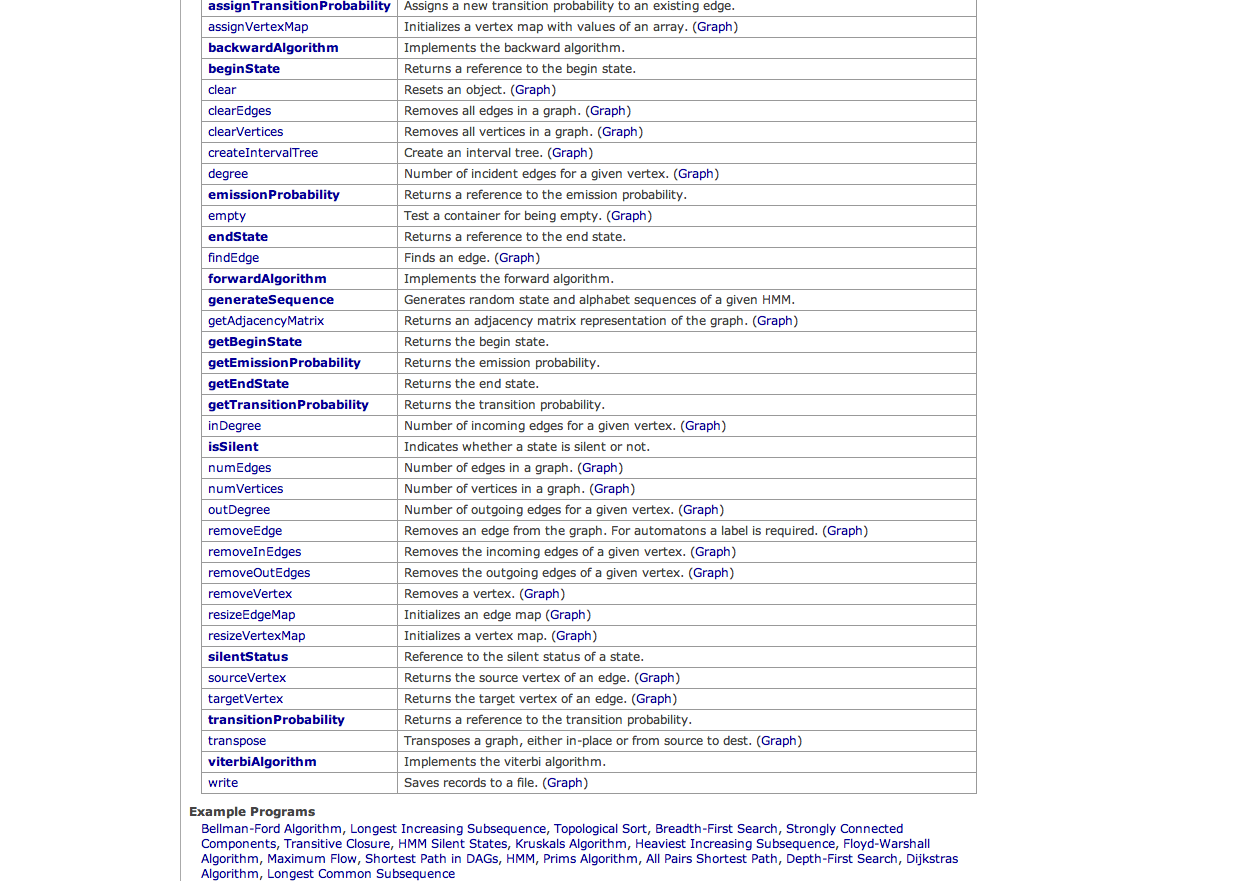 assignTransitionProbability Assigns a new transition probability to an existing edge.
assignVertexMap Initializes a vertex map with values of an array. (Graph)
backwardAlgorithm Implements the backward algorithm.
beginState Returns a reference to the begin state.
clear Resets an object. (Graph)
clearEdges Removes all edges in a graph. (Graph)
clearVertices Removes all vertices in a graph. (Graph)
createIntervalTree Create an interval tree. (Graph)
degree Number of incident edges for a given vertex. (Graph)
emissionProbability Returns a reference to the emission probability.
empty Test a container for being empty. (Graph)
endState Returns a reference to the end state.
findEdge Finds an edge. (Graph)
forwardAlgorithm Implements the forward algorithm.
generateSequence Generates random state and alphabet sequences of a given HMM.
getAdjacencyMatrix Returns an adjacency matrix representation of the graph. (Graph)
getBeginState Returns the begin state.
getEmissionProbability Returns the emission probability.
getEndState Returns the end state.
getTransitionProbability Returns the transition probability.
inDegree Number of incoming edges for a given vertex. (Graph)
isSilent Indicates whether a state is silent or not.
numEdges Number of edges in a graph. (Graph)
numVertices Number of vertices in a graph. (Graph)
outDegree Number of outgoing edges for a given vertex. (Graph)
removeEdge Removes an edge from the graph. For automatons a label is required. (Graph)
removeInEdges Removes the incoming edges of a given vertex. (Graph)
removeOutEdges Removes the outgoing edges of a given vertex. (Graph)
removeVertex Removes a vertex. (Graph)
resizeEdgeMap Initializes an edge map (Graph)
resizeVertexMap Initializes a vertex map. (Graph)
silentStatus Reference to the silent status of a state.
sourceVertex Returns the source vertex of an edge. (Graph)
targetVertex Returns the target vertex of an edge. (Graph)
transitionProbability Returns a reference to the transition probability.
transpose Transposes a graph, either in-place or from source to dest. (Graph)
viterbiAlgorithm Implements the viterbi algorithm.
write Saves records to a file. (Graph)
Example Programs
Bellman-Ford Algorithm, Longest Increasing Subsequence, Topological Sort, Breadth-First Search, Strongly Connected
Components, Transitive Closure, HMM Silent States, Kruskals Algorithm, Heaviest Increasing Subsequence, Floyd-Warshall
Algorithm, Maximum Flow, Shortest Path in DAGs, HMM, Prims Algorithm, All Pairs Shortest Path, Depth-First Search, Dijkstras
Algorithm, Longest Common Subsequence